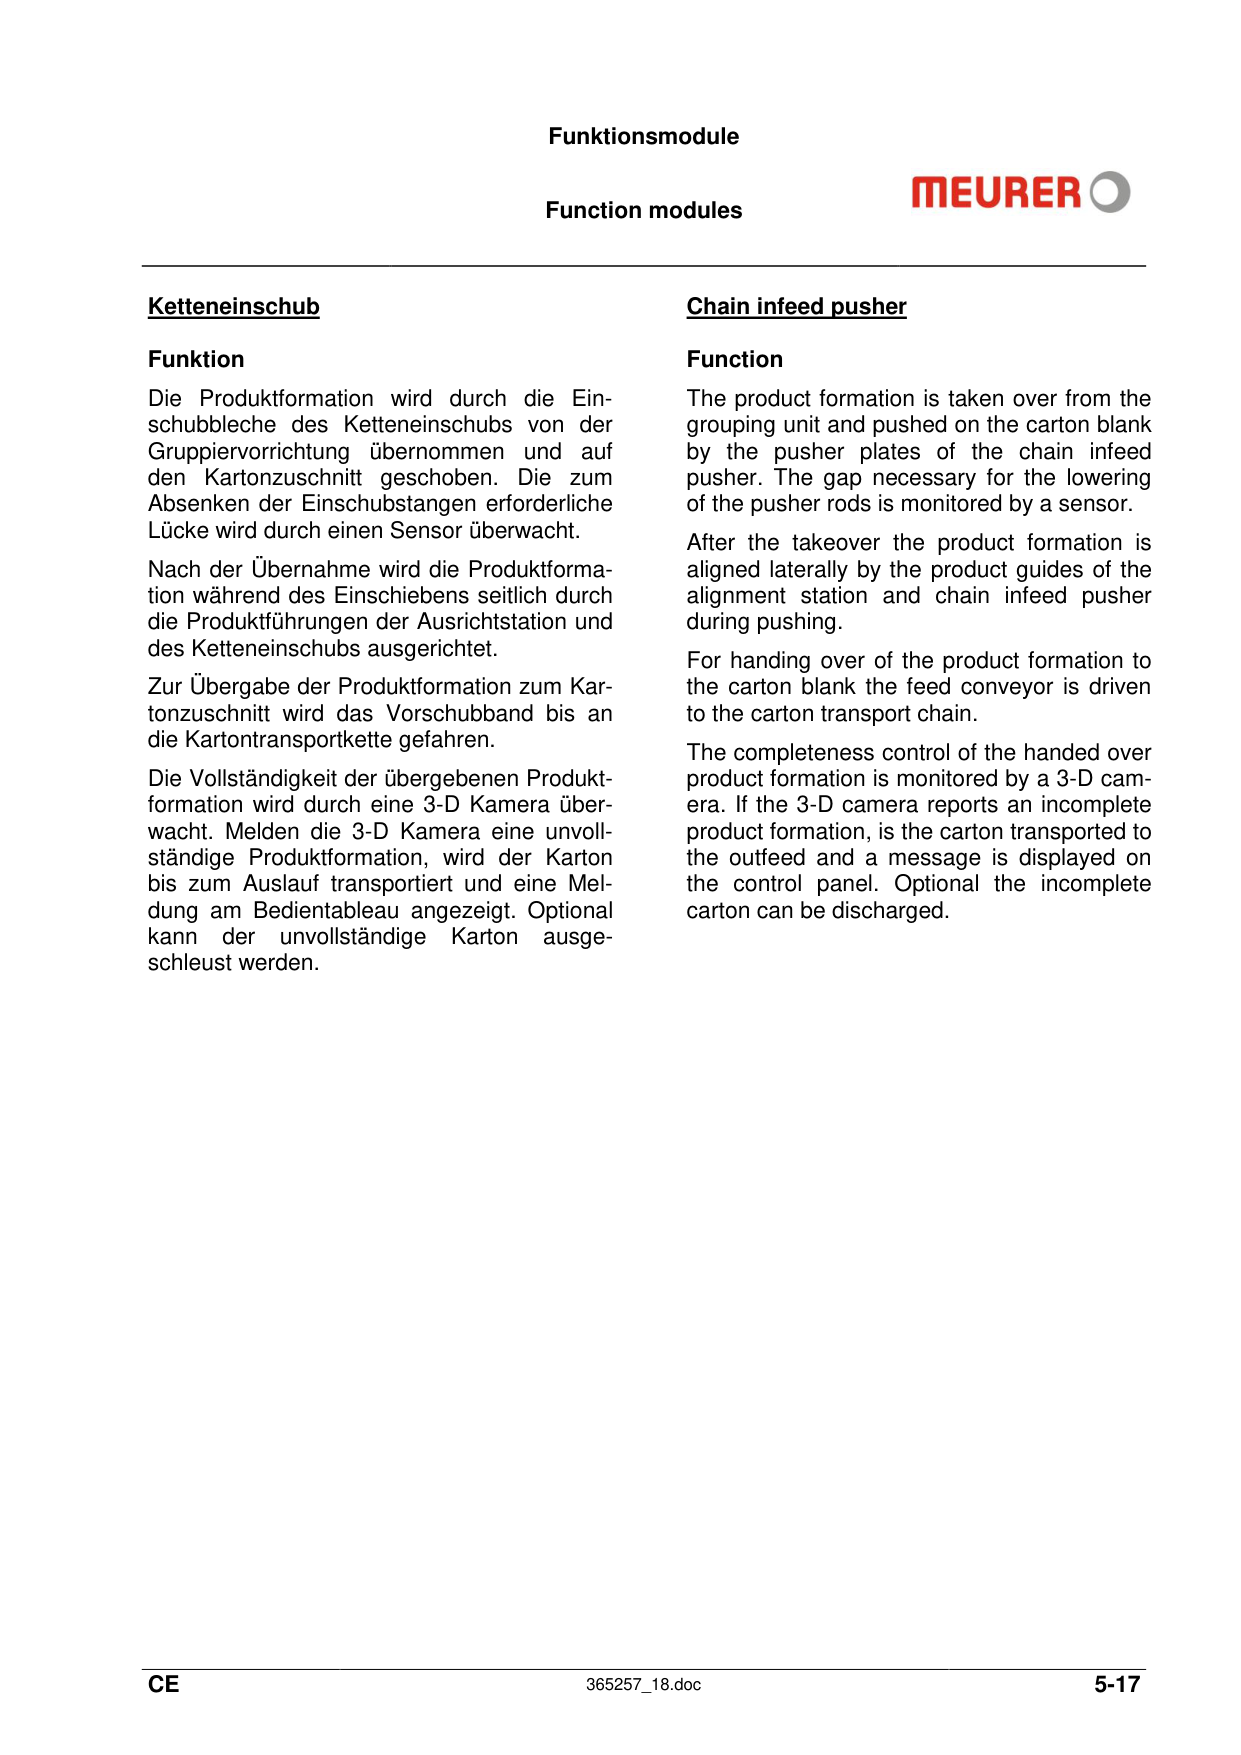 Funktionsmodule
Function modules
MEURER
Ketteneinschub
Funktion
Die Produktformation wird durch die Ein-
schubbleche des Ketteneinschubs von der
Gruppiervorrichtung übernommen und auf
den Kartonzuschnitt geschoben. Die zum
Absenken der Einschubstangen erforderliche
Lücke wird durch einen Sensor überwacht.
Nach der Übernahme wird die Produktforma-
tion während des Einschiebens seitlich durch
die Produktführungen der Ausrichtstation und
des Ketteneinschubs ausgerichtet.
Zur Übergabe der Produktformation zum Kar-
tonzuschnitt wird das Vorschubband bis an
die Kartontransportkette gefahren.
Die Vollständigkeit der übergebenen Produkt-
formation wird durch eine 3-D Kamera über-
wacht. Melden die 3-D Kamera eine unvoll-
ständige Produktformation, wird der Karton
bis zum Auslauf transportiert und eine Mel-
dung am Bedientableau angezeigt. Optional
kann der unvollständige Karton ausge-
schleust werden.
Chain infeed pusher
Function
The product formation is taken over from the
grouping unit and pushed on the carton blank
by the pusher plates of the chain infeed
pusher. The gap necessary for the lowering
of the pusher rods is monitored by a sensor.
After the takeover the product formation is
aligned laterally by the product guides of the
alignment station and chain infeed pusher
during pushing.
For handing over of the product formation to
the carton blank the feed conveyor is driven
to the carton transport chain.
The completeness control of the handed over
product formation is monitored by a 3-D cam-
era. If the 3-D camera reports an incomplete
product formation, is the carton transported to
the outfeed and a message is displayed on
the control panel. Optional the incomplete
carton can be discharged.
CE
365257_18.doc
5-17